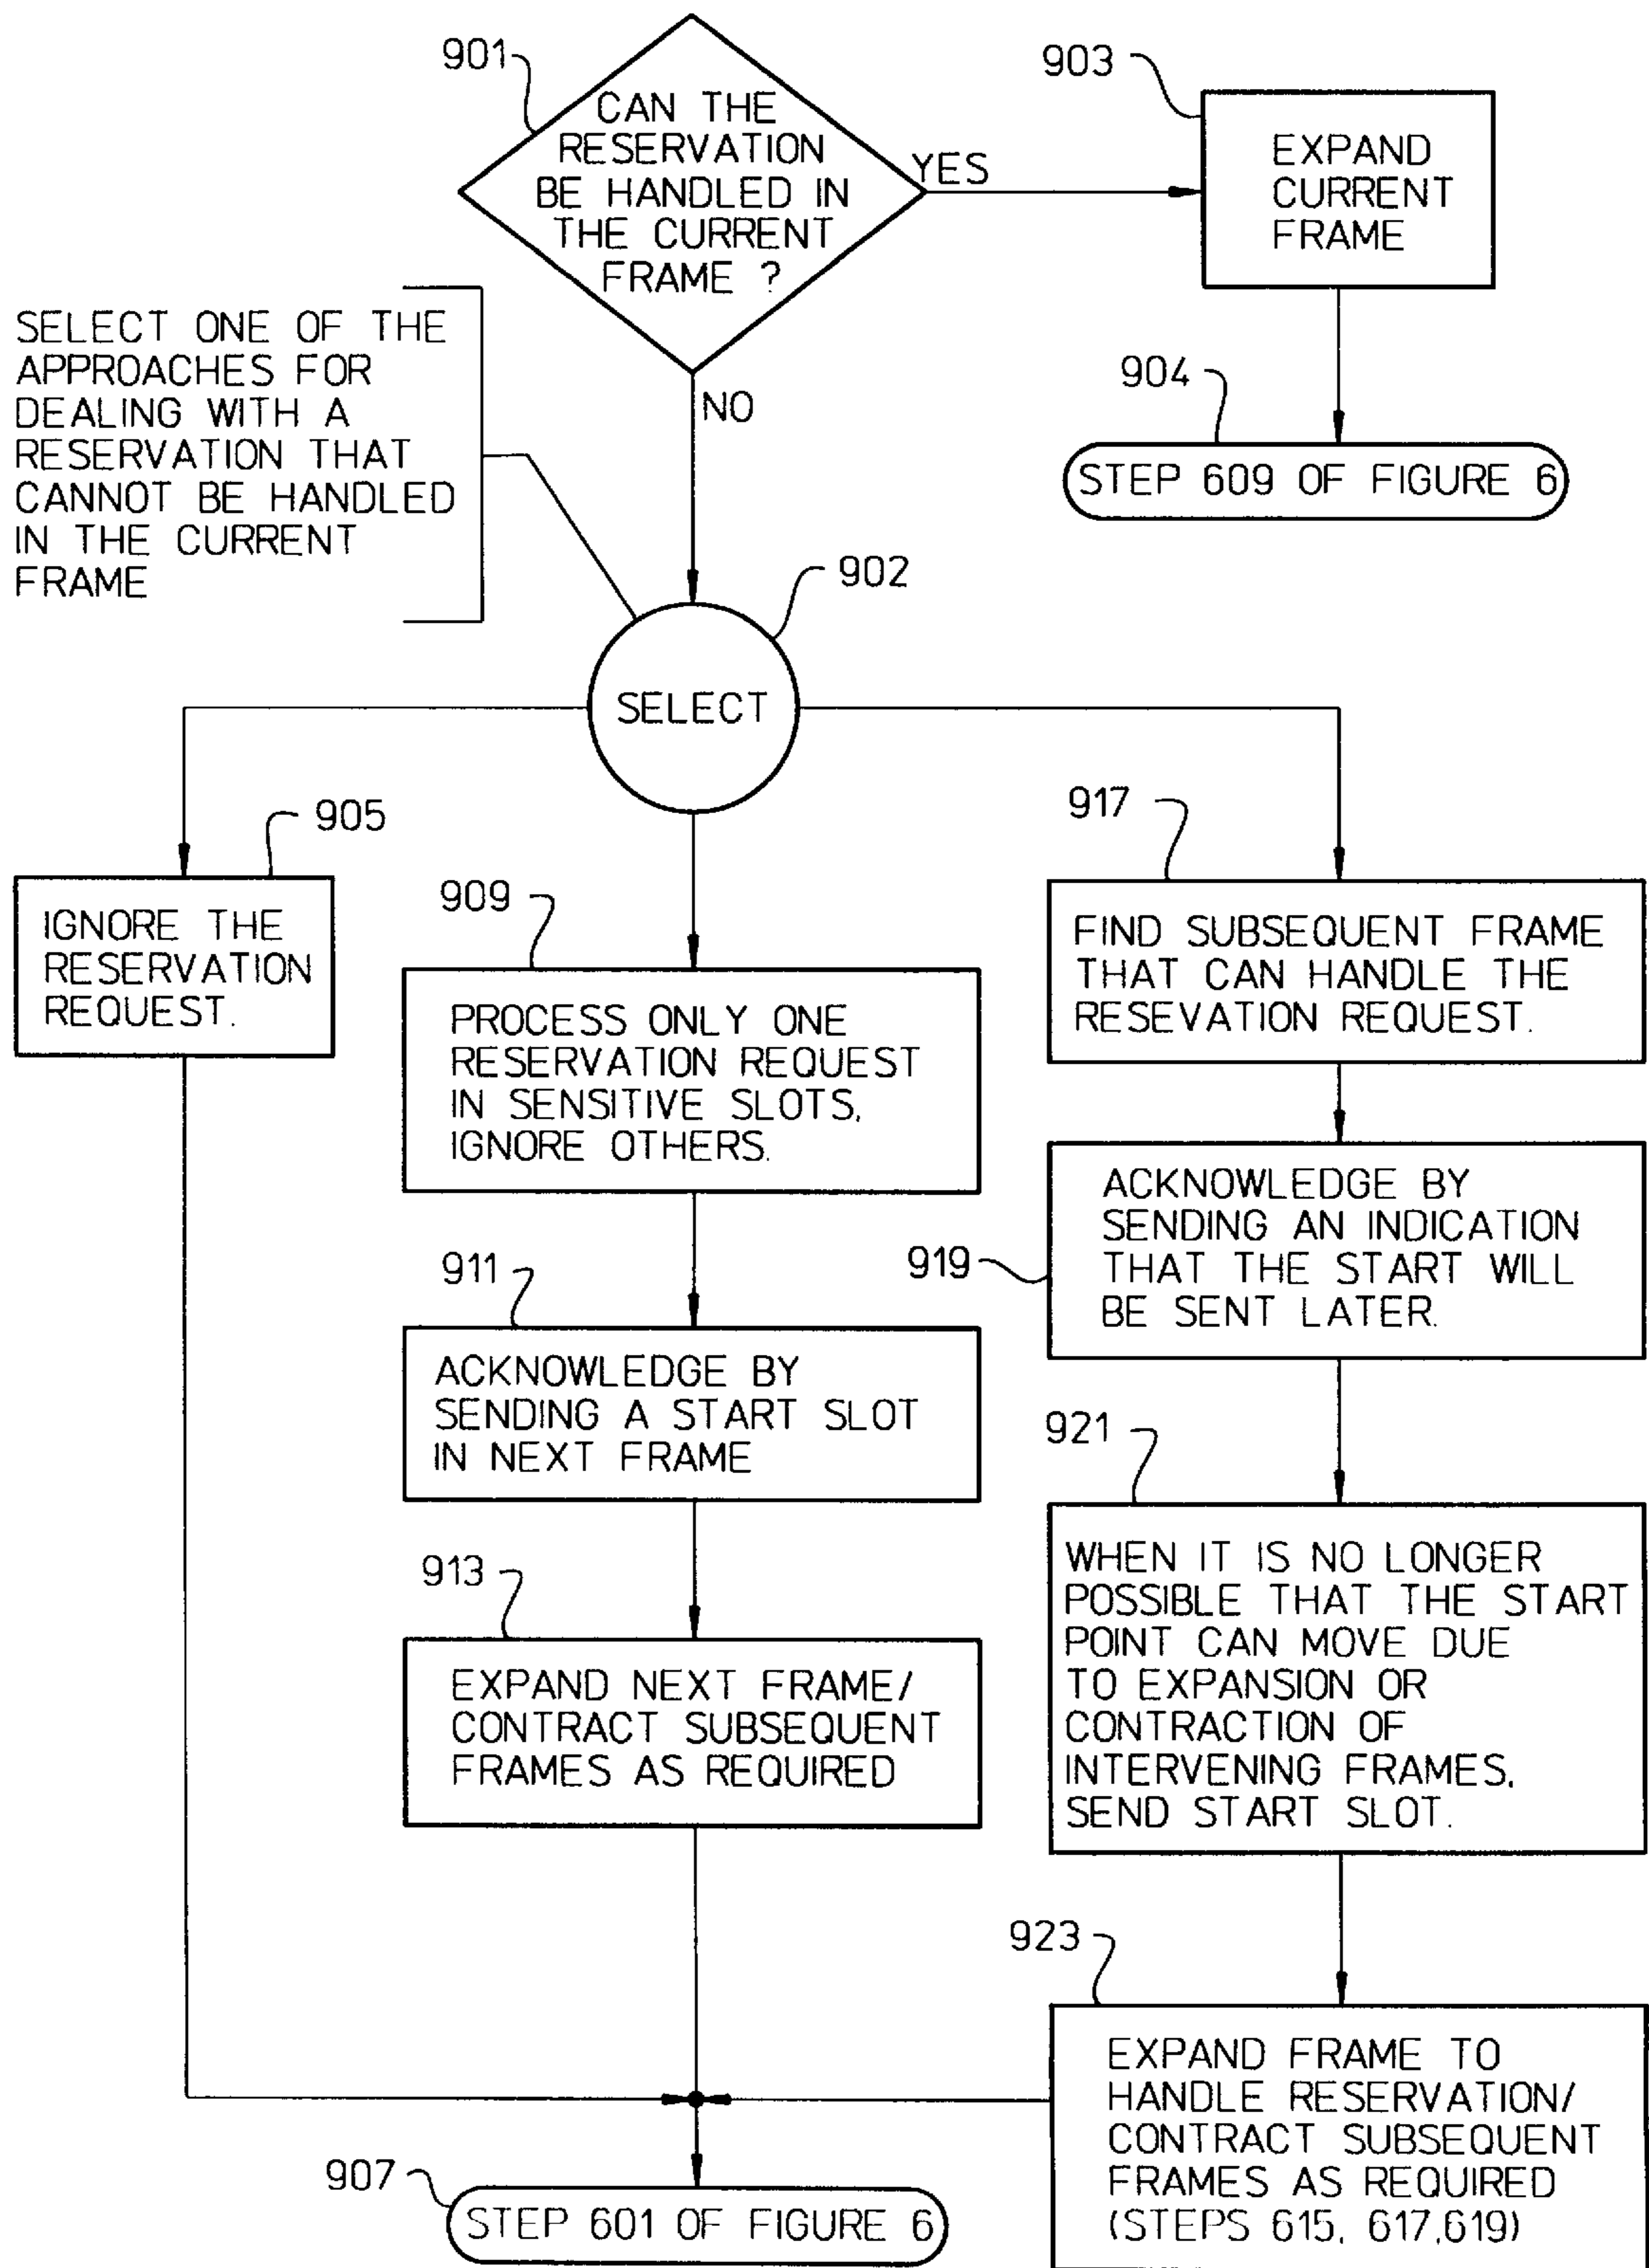 901
CAN THE
RESERVATION
BE HANDLED IN
THE CURRENT
FRAME ?
YES
903
EXPAND
CURRENT
FRAME
904
STEP 609 OF FIGURE 6
NO
SELECT ONE OF THE
APPROACHES FOR
DEALING WITH A
RESERVATION THAT
CANNOT BE HANDLED
IN THE CURRENT
FRAME
902
SELECT
905
IGNORE THE
RESERVATION
REQUEST.
909
PROCESS ONLY ONE
RESERVATION REQUEST
IN SENSITIVE SLOTS,
IGNORE OTHERS.
911
ACKNOWLEDGE BY
SENDING A START SLOT
IN NEXT FRAME
913
EXPAND NEXT FRAME/
CONTRACT SUBSEQUENT
FRAMES AS REQUIRED
917
FIND SUBSEQUENT FRAME
THAT CAN HANDLE THE
RESEVATION REQUEST.
919
ACKNOWLEDGE BY
SENDING AN INDICATION
THAT THE START WILL
BE SENT LATER.
921
WHEN IT IS NO LONGER
POSSIBLE THAT THE START
POINT CAN MOVE DUE
TO EXPANSION OR
CONTRACTION OF
INTERVENING FRAMES,
SEND START SLOT.
923
EXPAND FRAME TO
HANDLE RESERVATION/
CONTRACT SUBSEQUENT
FRAMES AS REQUIRED
(STEPS 615, 617,619)
907
STEP 601 OF FIGURE 6